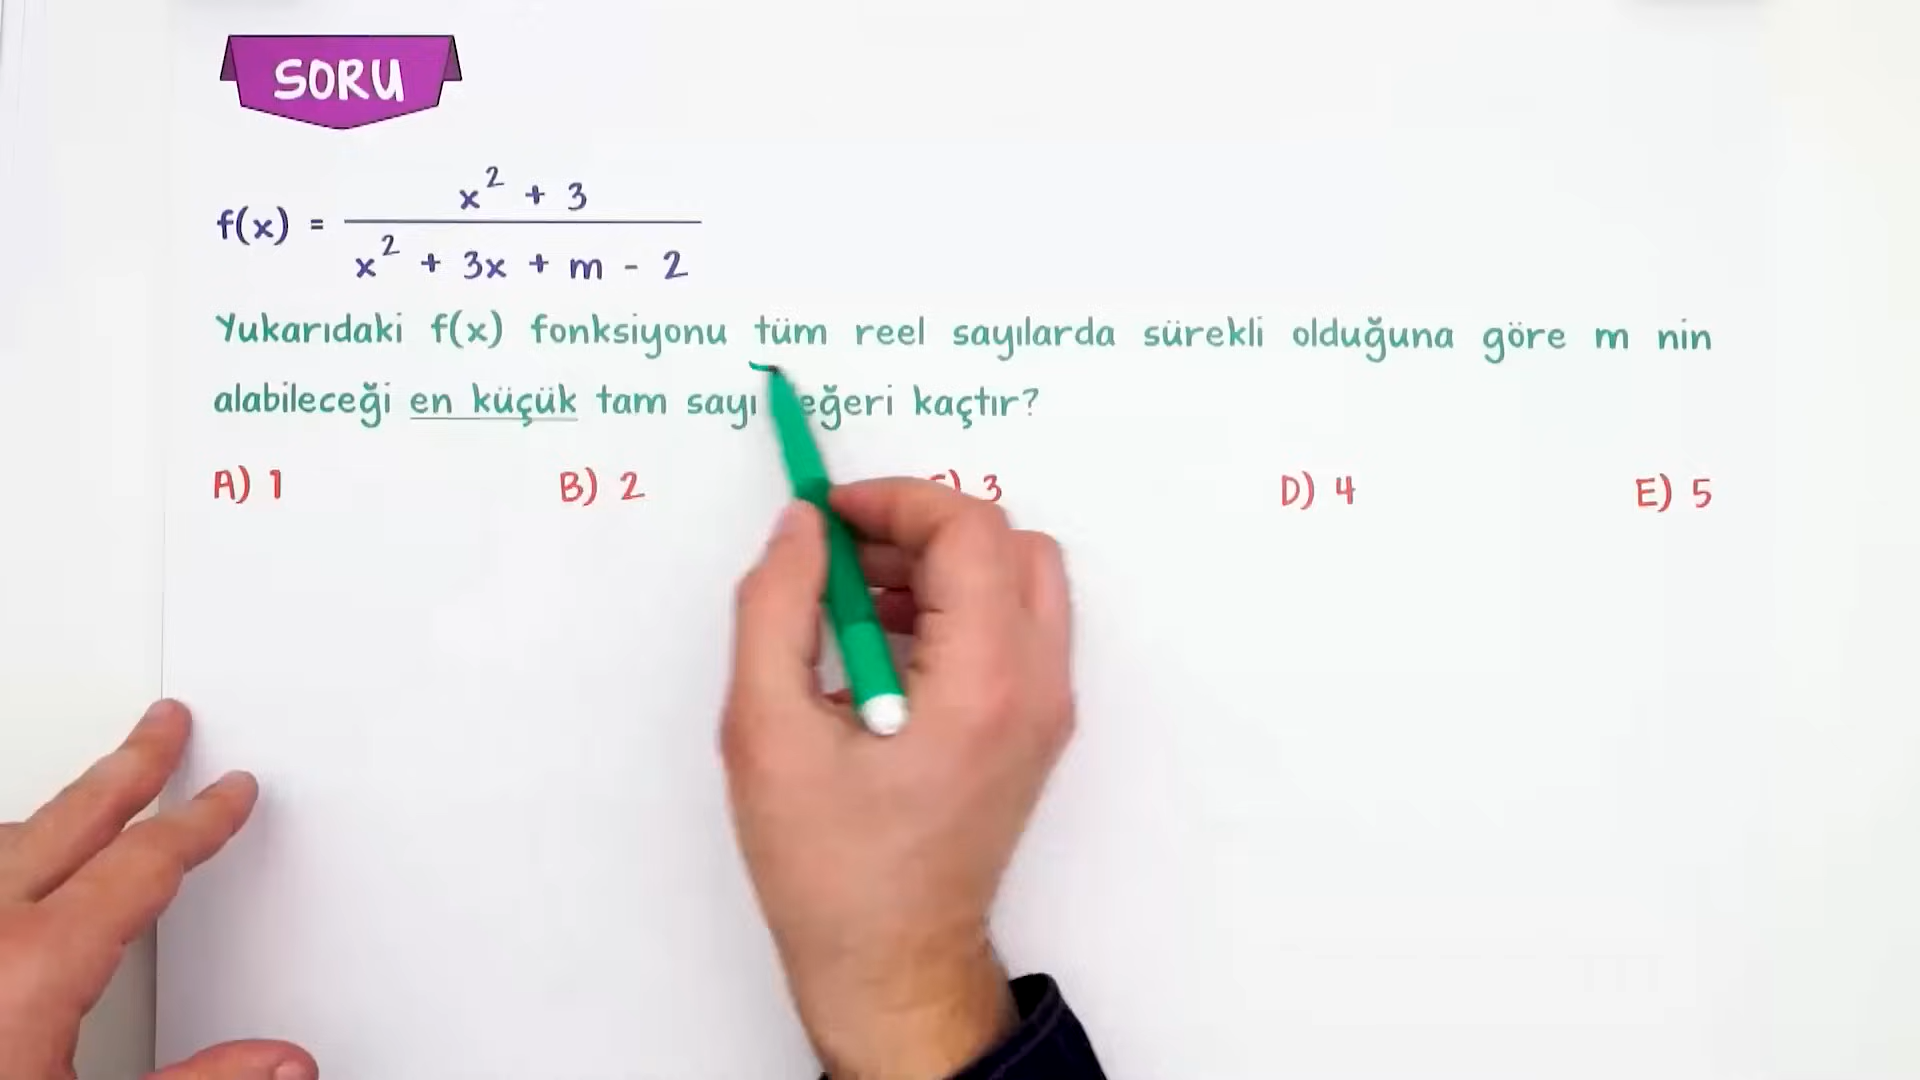 SORU
f(x) = x² + 3 / x² + 3x + m - 2
Yukarıdaki f(x) fonksiyonu tüm reel sayılarda sürekli olduğuna göre m nin
alabileceği en küçük tam sayı eğeri kaçtır?
A) 1 B) 2 C) 3 D) 4 E) 5